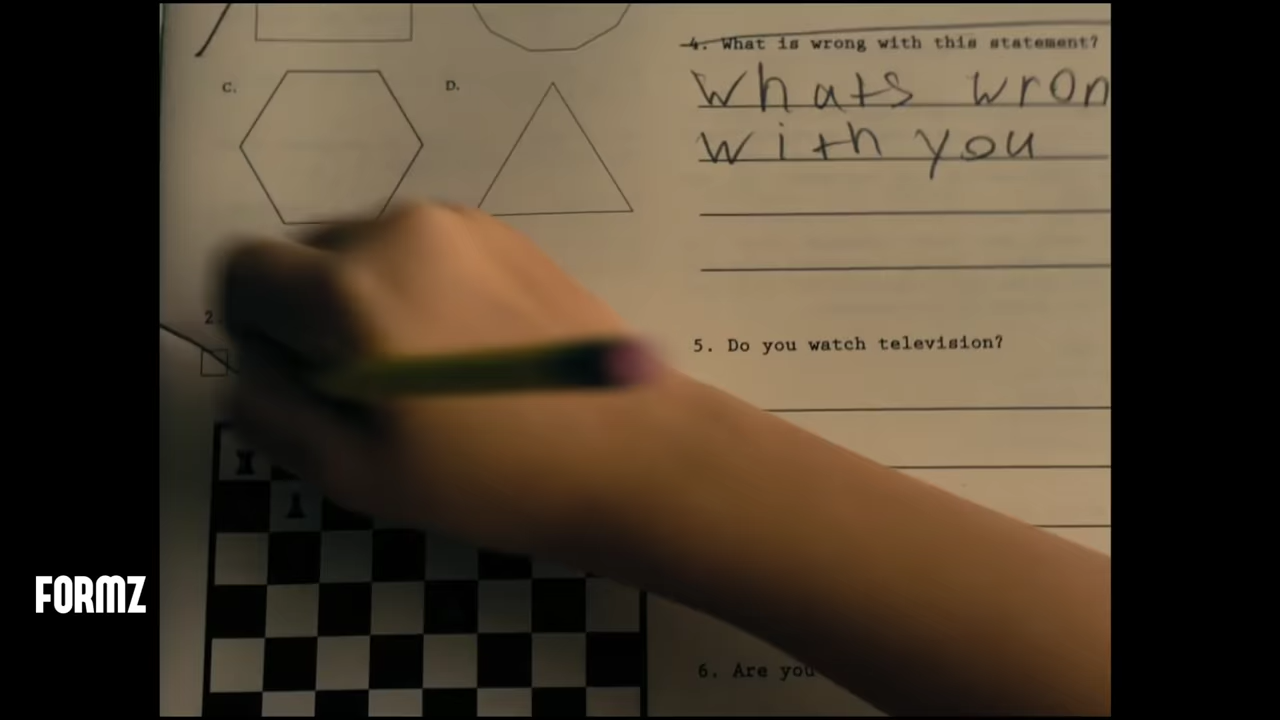 C.
D.
2
4. What is wrong with this statement?
Whats wron
with you
5. Do you watch television?
6. Are you
FORMZ